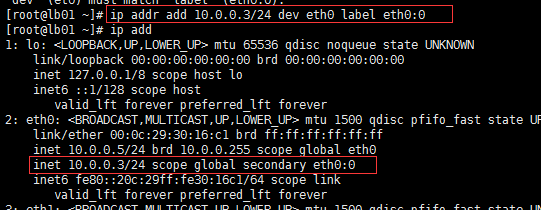 dev" (eth0) must match "label" (eth0:0).
[root@lb01 ~]# ip addr add 10.0.0.3/24 dev eth0 label eth0:0
[root@lb01 ~]# ip add
1: lo: <LOOPBACK,UP,LOWER_UP> mtu 65536 qdisc noqueue state UNKNOWN
link/loopback 00:00:00:00:00:00 brd 00:00:00:00:00:00
inet 127.0.0.1/8 scope host lo
inet6 ::1/128 scope host
valid_lft forever preferred_lft forever
2: eth0: <BROADCAST,MULTICAST,UP,LOWER_UP> mtu 1500 qdisc pfifo_fast state UP
link/ether 00:0c:29:30:16:c1 brd ff:ff:ff:ff:ff:ff
inet 10.0.0.5/24 brd 10.0.0.255 scope global eth0
inet 10.0.0.3/24 scope global secondary eth0:0
inet6 fe80::20c:29ff:fe30:16c1/64 scope link
valid_lft forever preferred_lft forever
3: eth1: <BROADCAST,MULTICAST,UP,LOWER_UP> mtu 1500 qdisc pfifo_fast state UP